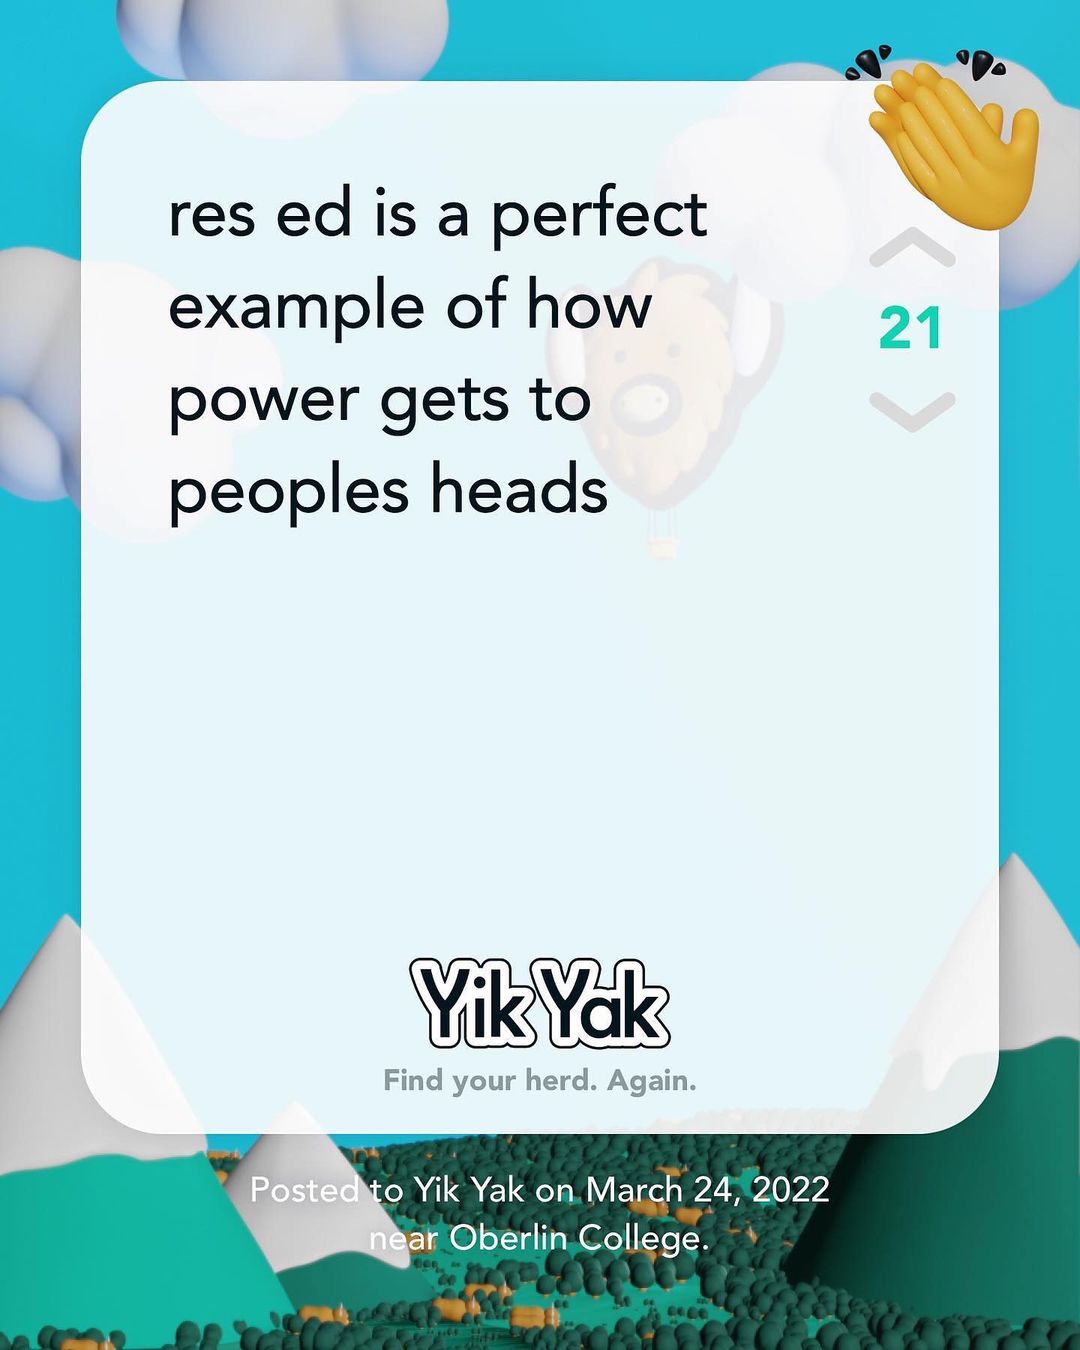 res ed is a perfect
example of how
power gets to
peoples heads
21
Yik Yak
Find your herd. Again.
Posted to Yik Yak on March 24, 2022
near Oberlin College.